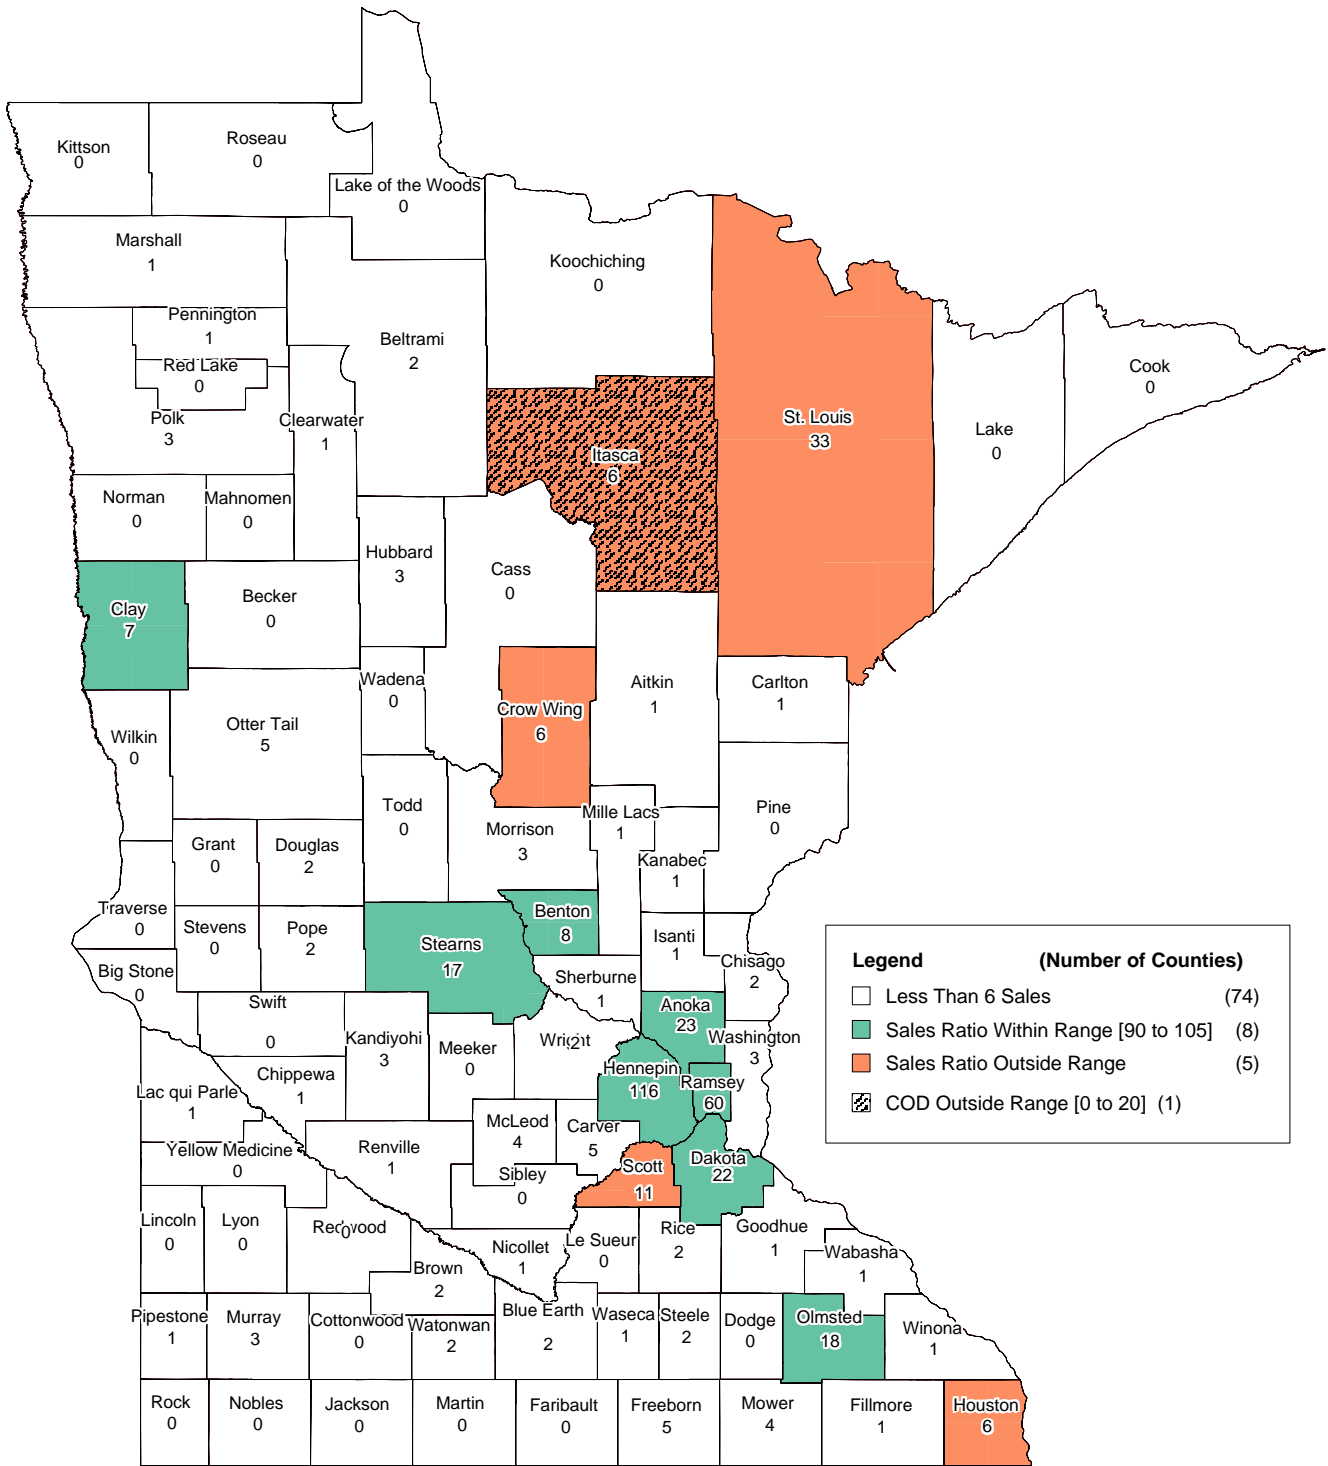 Kittson
0
Roseau
0
Lake of the Woods
0
Marshall
1
Koochiching
0
Pennington
1
Beltrami
2
Red Lake
0
Cook
0
Polk
3
Clearwater
1
St. Louis
33
Lake
0
Itasca
6
Norman
0
Mahnomen
0
Hubbard
3
Cass
0
Clay
7
Becker
0
Wadena
0
Aitkin
1
Carlton
1
Crow Wing
6
Otter Tail
5
Wilkin
0
Todd
0
Mille Lacs
1
Pine
0
Morrison
3
Grant
0
Douglas
2
Kanabec
1
Traverse
0
Stevens
0
Pope
2
Benton
8
Stearns
17
Isanti
1
Chisago
2
Big Stone
0
Sherburne
1
Swift
0
Anoka
23
Kandiyohi
3
Meeker
0
Wright
2
Washington
3
Hennepin
116
Ramsey
60
Chippewa
1
Lac qui Parle
1
McLeod
4
Carver
5
Yellow Medicine
0
Renville
1
Sibley
0
Scott
11
Dakota
22
Lincoln
0
Lyon
0
Redwood
0
Nicollet
1
Le Sueur
0
Rice
2
Goodhue
1
Wabasha
1
Brown
2
Pipestone
1
Murray
3
Cottonwood
0
Watonwan
2
Blue Earth
2
Waseca
1
Steele
2
Dodge
0
Olmsted
18
Winona
1
Rock
0
Nobles
0
Jackson
0
Martin
0
Faribault
0
Freeborn
5
Mower
4
Fillmore
1
Houston
6
Legend (Number of Counties)
Less Than 6 Sales (74)
Sales Ratio Within Range [90 to 105] (8)
Sales Ratio Outside Range (5)
COD Outside Range [0 to 20] (1)